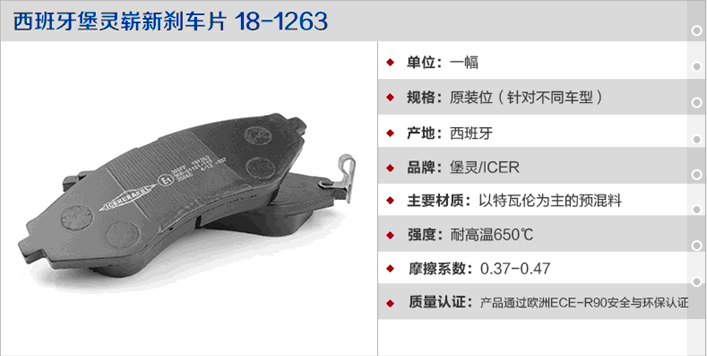 西班牙堡灵崭新刹车片 18-1263
单位：一幅
规格：原装位（针对不同车型）
产地：西班牙
品牌：堡灵/ICER
主要材质：以特瓦伦为主的预混料
强度：耐高温650℃
摩擦系数：0.37-0.47
质量认证：产品通过欧洲ECE-R90安全与环保认证
E1